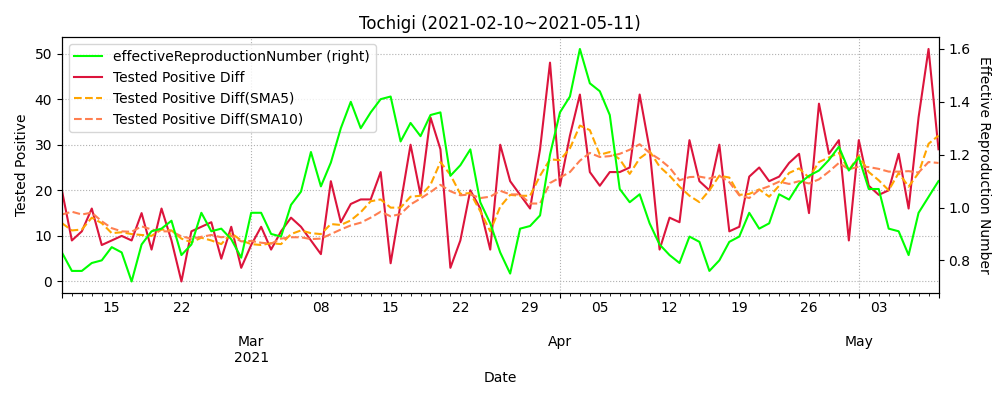 Tochigi (2021-02-10~2021-05-11)
effectiveReproductionNumber (right)
Tested Positive Diff
Tested Positive Diff(SMA5)
Tested Positive Diff(SMA10)
Tested Positive
50
40
30
20
10
0
1.6
1.4
1.2
1.0
0.8
Effective Reproduction Number
15
22
08
15
22
29
05
12
19
26
03
Mar
2021
Apr
May
Date